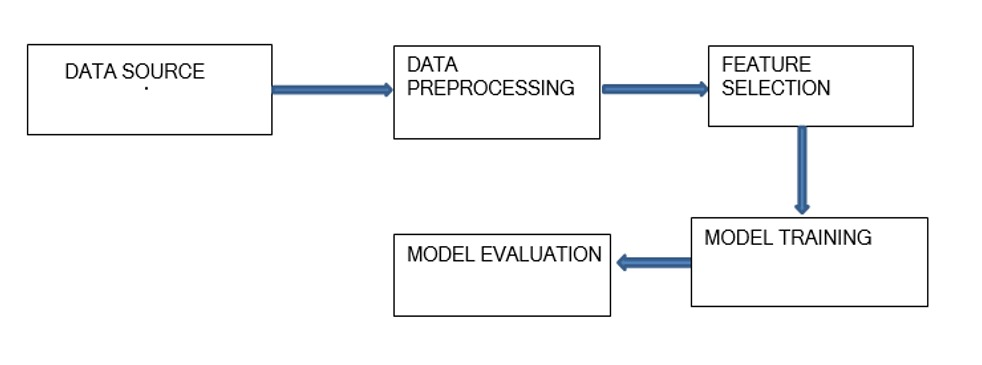 DATA SOURCE
.
DATA
PREPROCESSING
FEATURE
SELECTION
MODEL TRAINING
MODEL EVALUATION